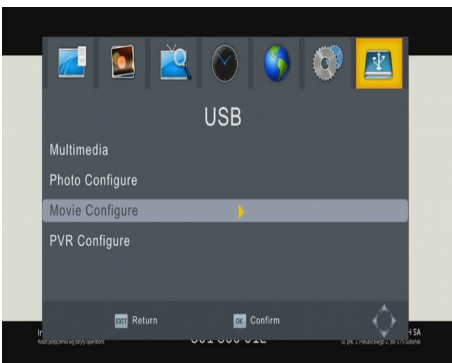 USB
Multimedia
Photo Configure
Movie Configure
PVR Configure
EXIT Return
OK Confirm